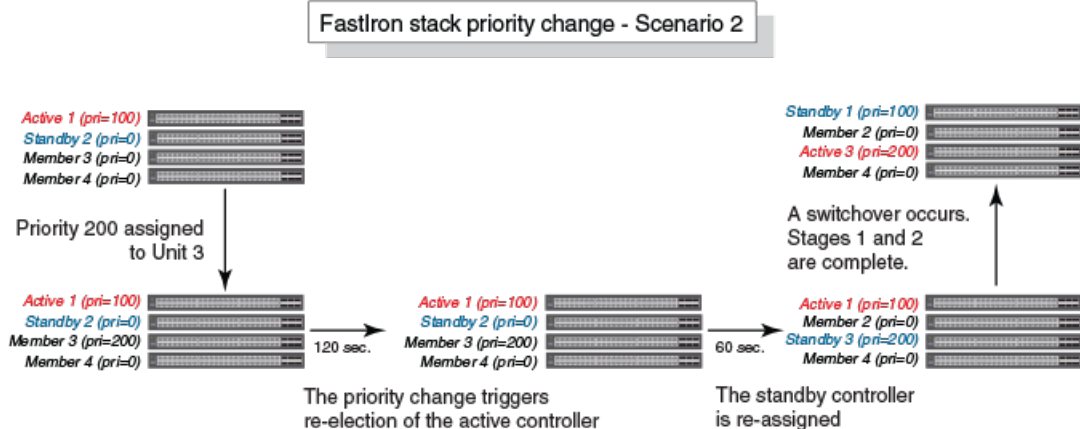 FastIron stack priority change - Scenario 2
Active 1 (pri=100)
Standby 2 (pri=0)
Member 3 (pri=0)
Member 4 (pri=0)
Priority 200 assigned
to Unit 3
Active 1 (pri=100)
Standby 2 (pri=0)
Member 3 (pri=200)
Member 4 (pri=0)
120 sec.
The priority change triggers
re-election of the active controller
Active 1 (pri=100)
Standby 2 (pri=0)
Member 3 (pri=200)
Member 4 (pri=0)
60 sec.
The standby controller
is re-assigned
Active 1 (pri=100)
Member 2 (pri=0)
Standby 3 (pri=200)
Member 4 (pri=0)
A switchover occurs.
Stages 1 and 2
are complete.
Standby 1 (pri=100)
Member 2 (pri=0)
Active 3 (pri=200)
Member 4 (pri=0)